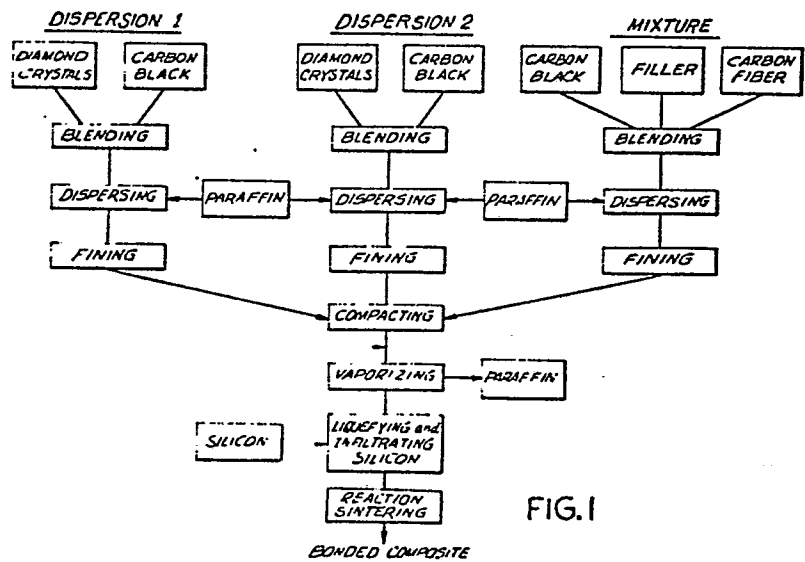 DISPERSION 1
DISPERSION 2
MIXTURE
DIAMOND
CRYSTALS
CARBON
BLACK
DIAMOND
CRYSTALS
CARBON
BLACK
CARBON
BLACK
FILLER
CARBON
FIBER
BLENDING
BLENDING
BLENDING
DISPERSING
PARAFFIN
DISPERSING
PARAFFIN
DISPERSING
FINING
FINING
FINING
COMPACTING
VAPORIZING
PARAFFIN
SILICON
LIQUEFYING and
INFILTRATING
SILICON
REACTION
SINTERING
FIG.1
BONDED COMPOSITE